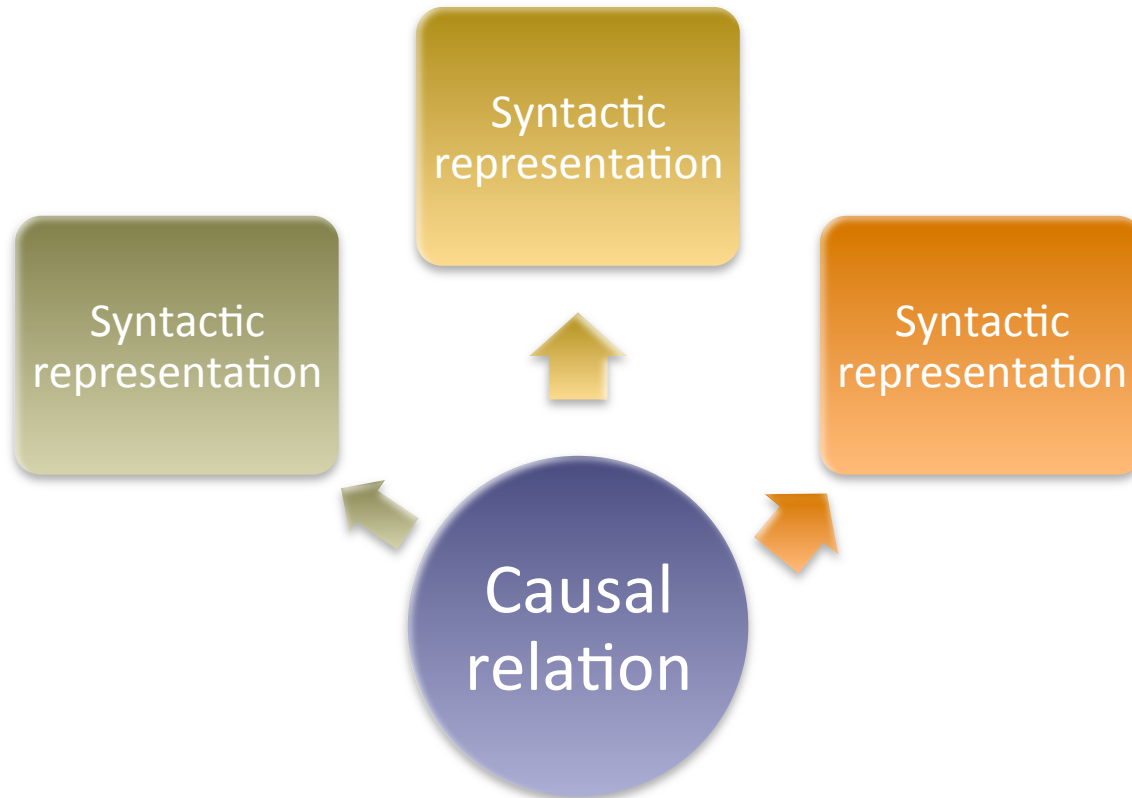 Syntactic
representation
Syntactic
representation
Syntactic
representation
Causal
relation